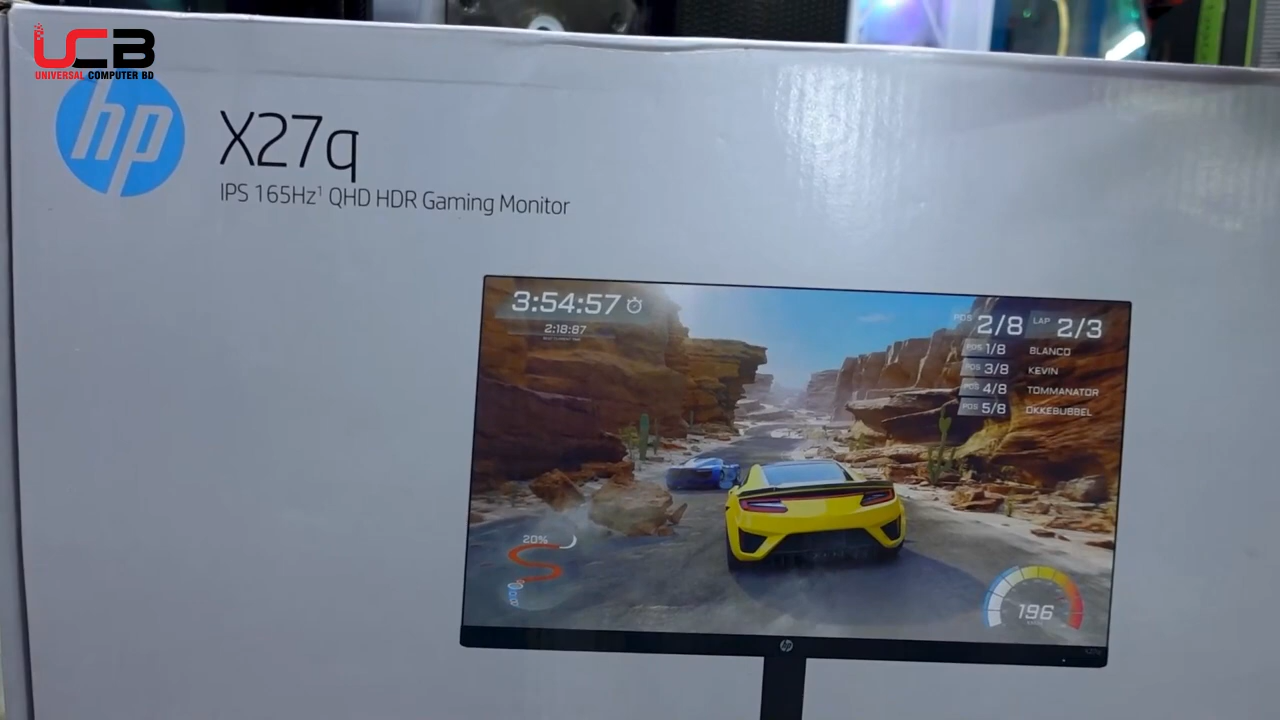 UCB
UNIVERSAL COMPUTER BD
hp
X27q
IPS 165Hz¹ QHD HDR Gaming Monitor
3:54:57
2:18:87
POS 2/8 LAP 2/3
POS 1/8 BLANCO
POS 3/8 KEVIN
POS 4/8 TOMMANATOR
POS 5/8 OKKEBUBBEL
20%
196
hp
X27q